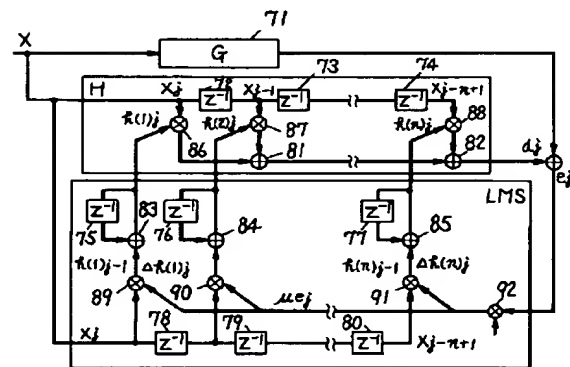 71
X
G
H
Xj
72
Xj-1
73
74
Xj-n+1
Z⁻¹
Z⁻¹
Z⁻¹
h(1)j
86
h(2)j
87
h(n)j
88
81
82
dj
ej
LMS
Z⁻¹
75
83
Z⁻¹
76
84
Z⁻¹
77
85
h(1)j-1
Δh(1)j
h(n)j-1
Δh(n)j
89
90
μej
91
92
Xj
78
79
80
Xj-n+1
Z⁻¹
Z⁻¹
Z⁻¹